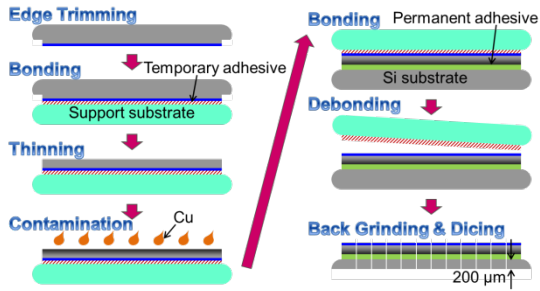 Edge Trimming
Bonding
Temporary adhesive
Support substrate
Thinning
Contamination
Cu
Bonding
Permanent adhesive
Si substrate
Debonding
Back Grinding & Dicing
200 µm